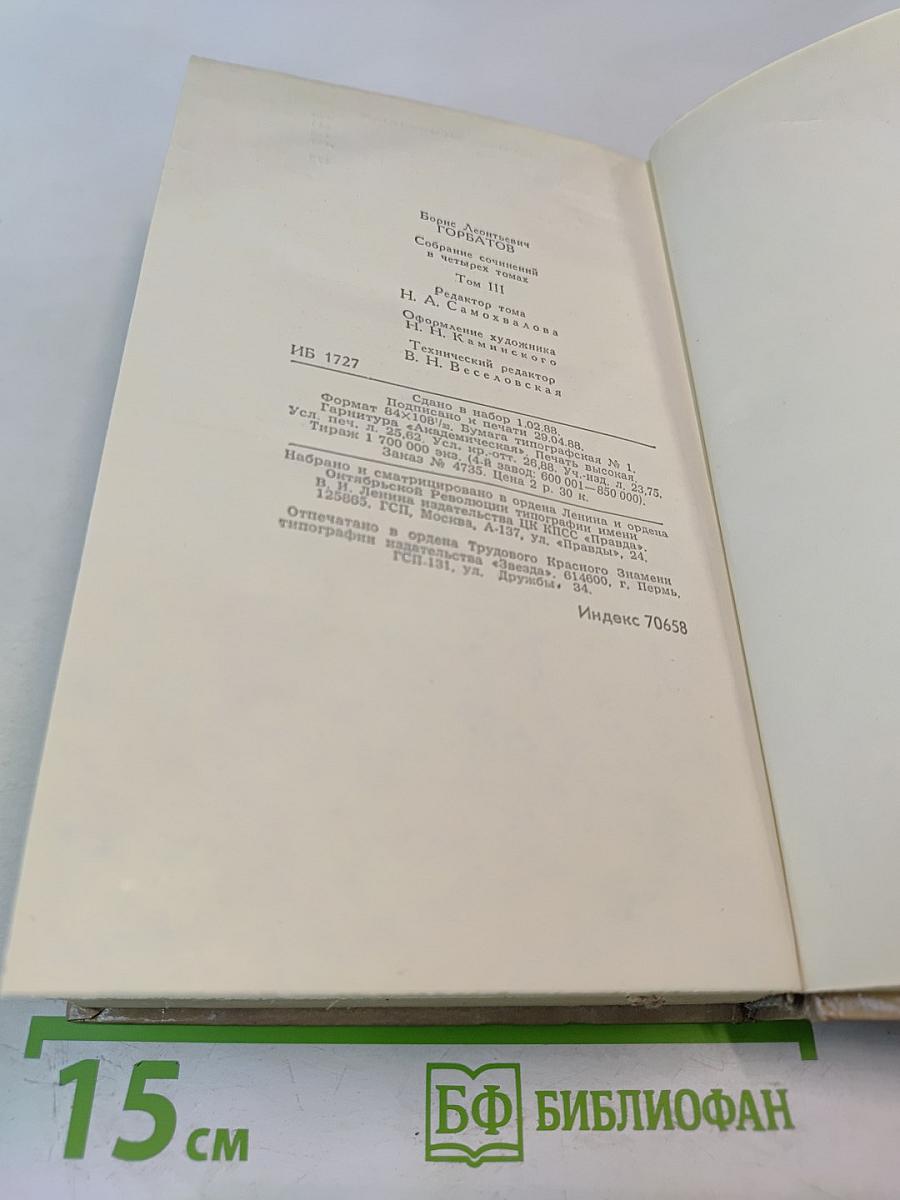 Борис Леонтьевич
ГОРБАТОВ
Собрание сочинений
в четырех томах
Том III
Редактор тома
Н. А. Самохвалова
Оформление художника
Н. Н. Каминского
Технический редактор
В. Н. Веселовская
ИБ 1727
Сдано в набор 1.02.88.
Подписано к печати 29.04.88.
Формат 84×108¹/₃₂. Бумага типографская № 1.
Гарнитура «Академическая». Печать высокая.
Усл. печ. л. 25,62. Усл. кр.-отт. 26,88. Уч.-изд. л. 23,75.
Тираж 1 700 000 экз. (4-й завод: 600 001—850 000).
Заказ № 4735. Цена 2 р. 30 к.
Набрано и сматрицировано в ордена Ленина и ордена
Октябрьской Революции типографии имени
В. И. Ленина издательства ЦК КПСС «Правда».
125865. ГСП, Москва, А-137, ул. «Правды», 24.
Отпечатано в ордена Трудового Красного Знамени
типографии издательства «Звезда». 614600, г. Пермь,
ГСП-131, ул. Дружбы, 34.
Индекс 70658
15 см
БФ БИБЛИОФАН